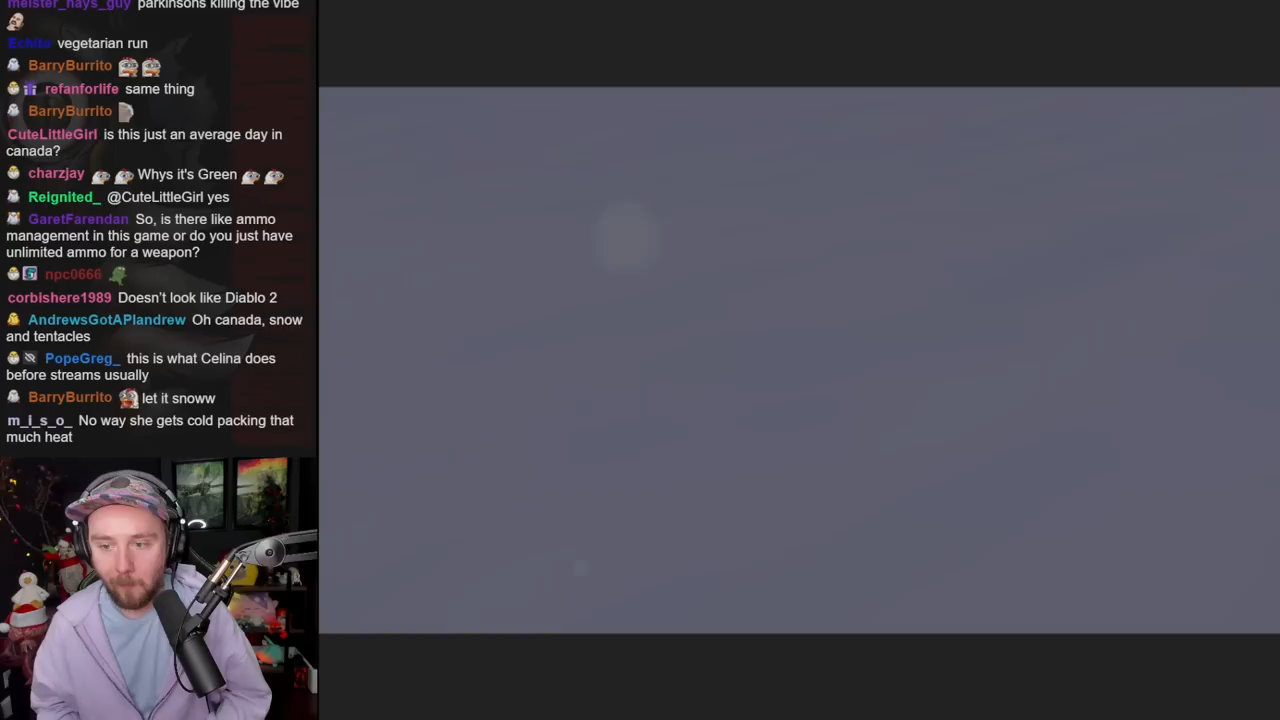 meister_hays_guy parkinsons killing the vibe
Echito vegetarian run
BarryBurrito
refanforlife same thing
BarryBurrito
CuteLittleGirl is this just an average day in
canada?
charzjay Whys it's Green
Reignited_ @CuteLittleGirl yes
GaretFarendan So, is there like ammo
management in this game or do you just have
unlimited ammo for a weapon?
npc0666
corbishere1989 Doesn't look like Diablo 2
AndrewsGotAPlandrew Oh canada, snow
and tentacles
PopeGreg_ this is what Celina does
before streams usually
BarryBurrito let it snoww
m_i_s_o_ No way she gets cold packing that
much heat